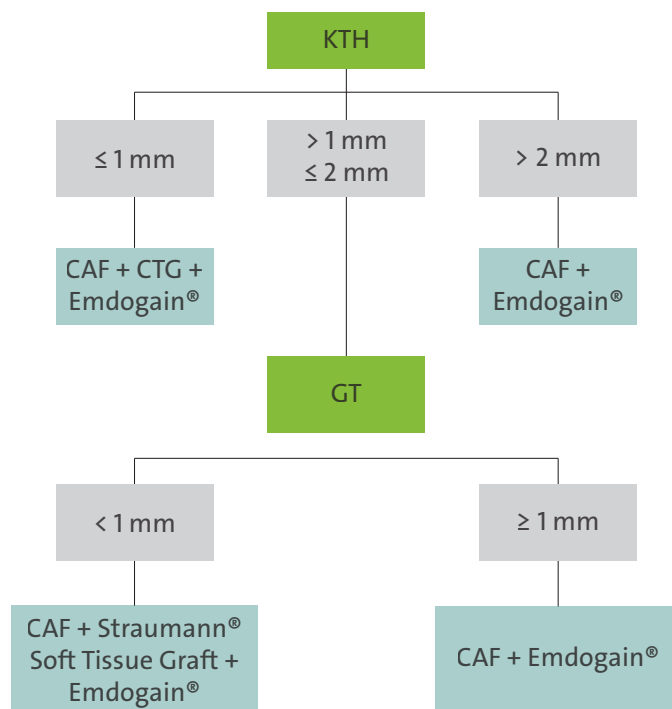 KTH
≤ 1 mm
> 1 mm
≤ 2 mm
> 2 mm
CAF + CTG +
Emdogain®
CAF +
Emdogain®
GT
< 1 mm
≥ 1 mm
CAF + Straumann®
Soft Tissue Graft +
Emdogain®
CAF + Emdogain®